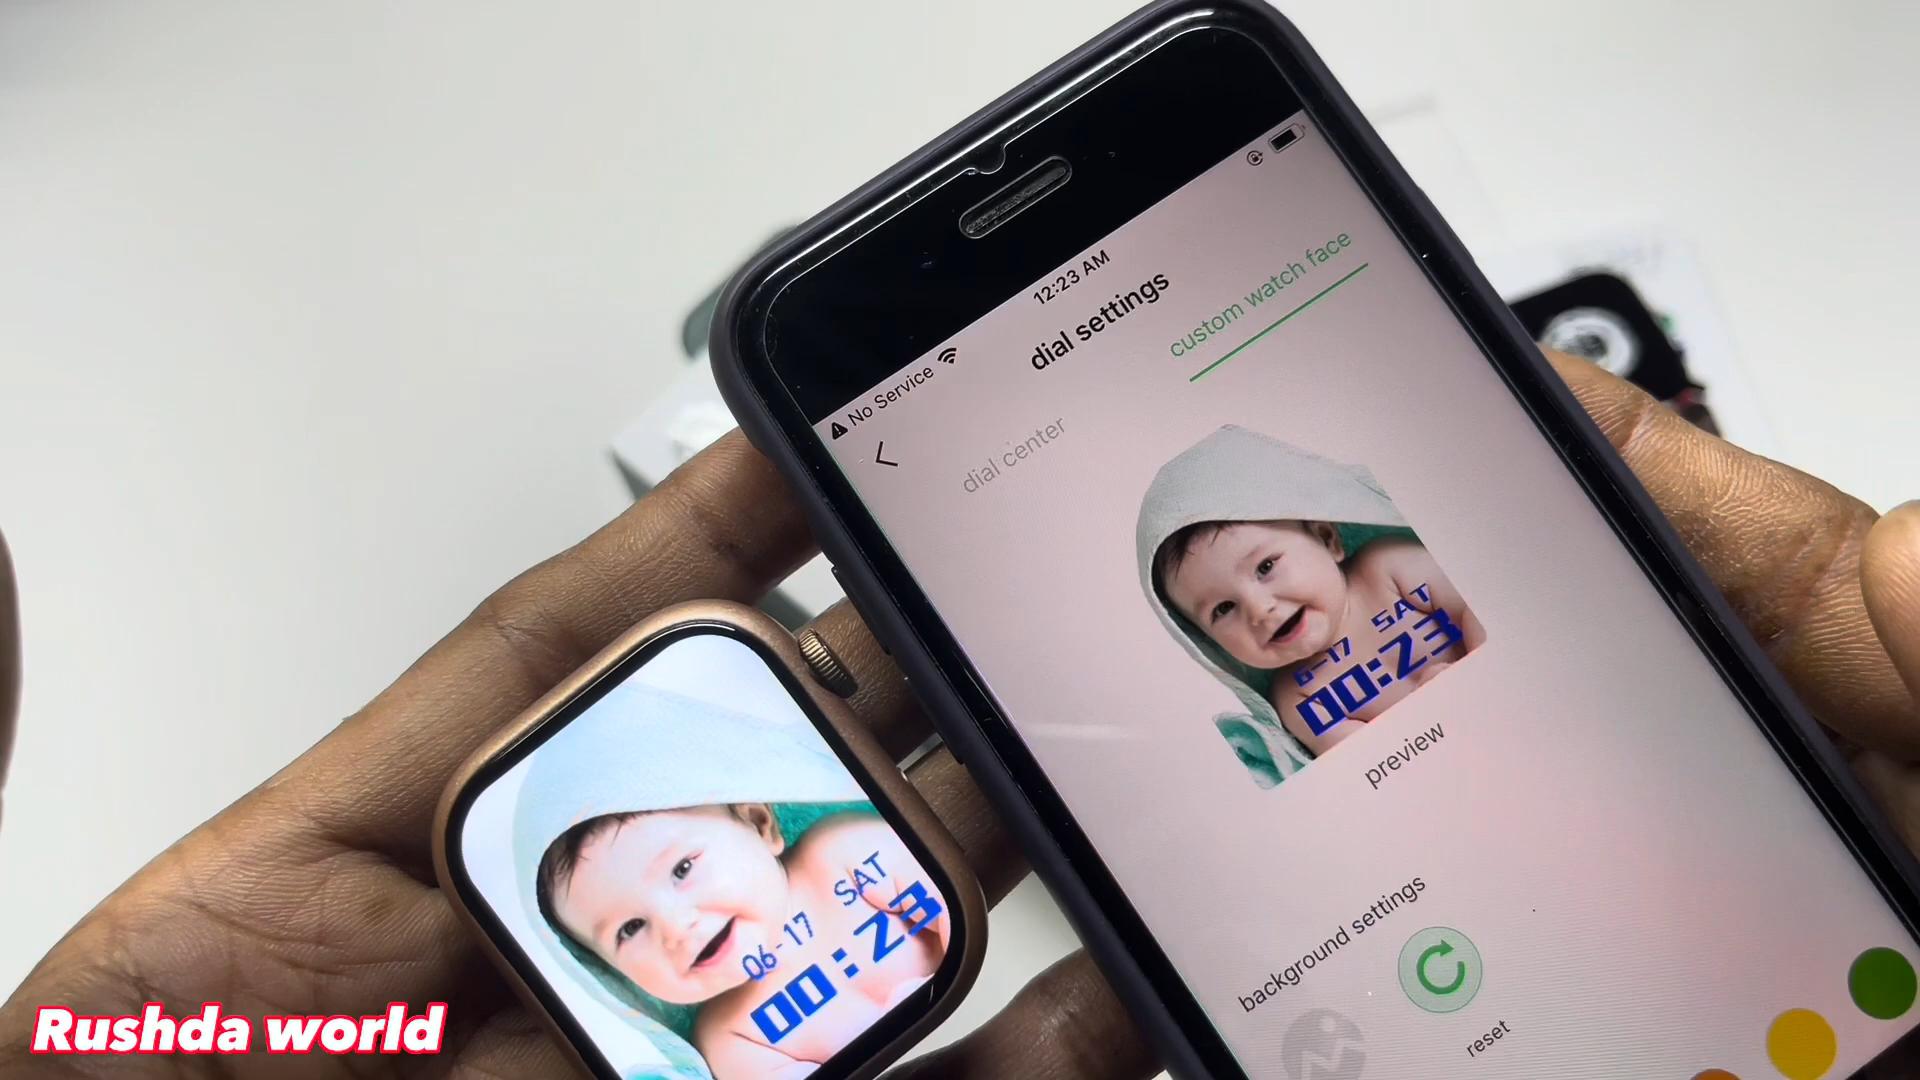 No Service
12:23 AM
dial settings
dial center
custom watch face
6-17 SAT
00:23
preview
background settings
reset
06-17 SAT
00:23
Rushda world